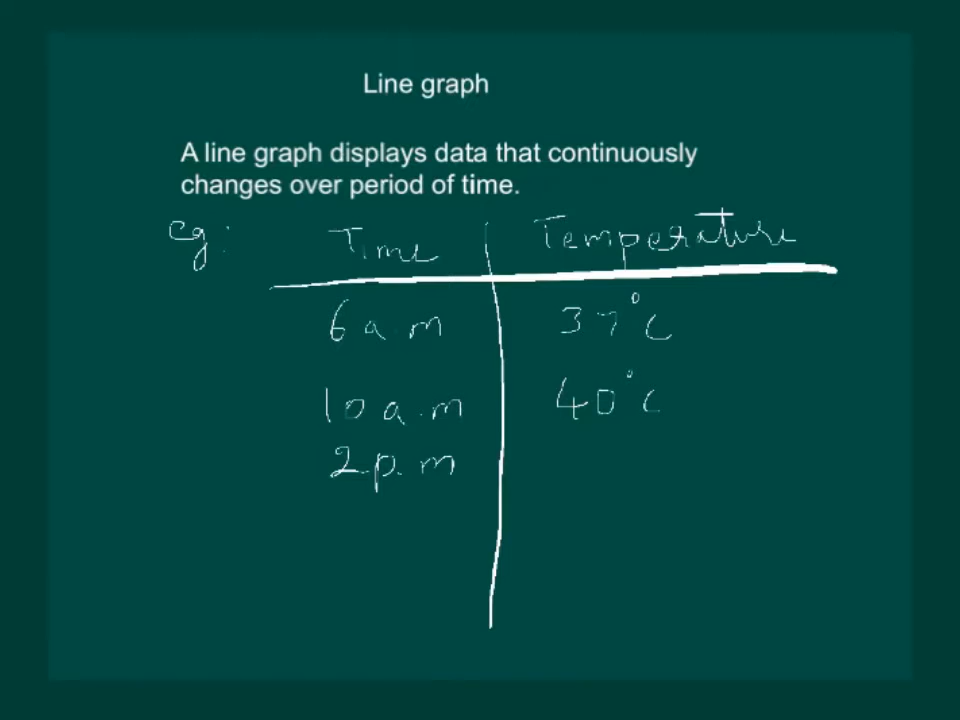 Line graph
A line graph displays data that continuously
changes over period of time.
eg: Time Temperature
6 a.m 37°C
10 a.m 40°C
2 p.m